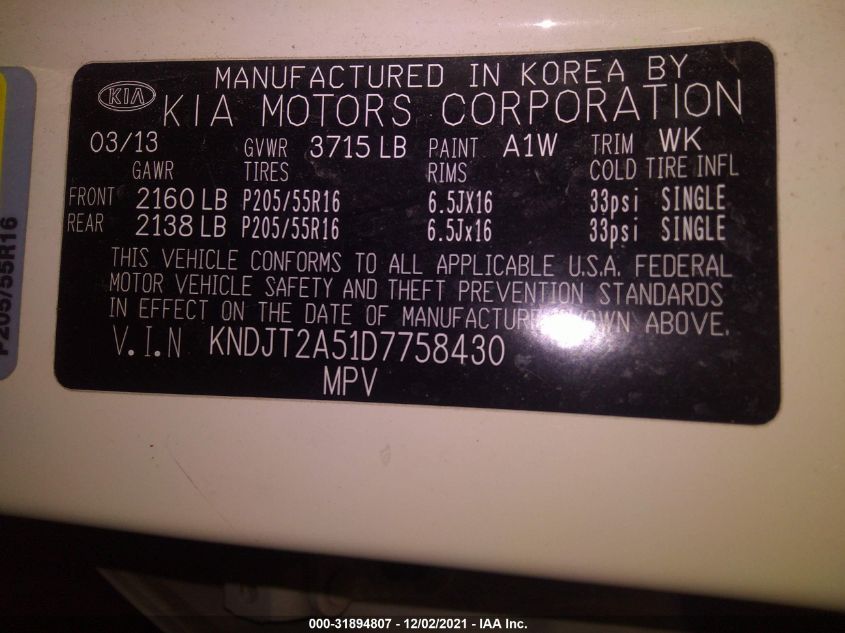 MANUFACTURED IN KOREA BY
KIA KIA MOTORS CORPORATION
03/13 GVWR 3715 LB PAINT A1W TRIM WK
GAWR TIRES RIMS COLD TIRE INFL
FRONT 2160 LB P205/55R16 6.5JX16 33psi SINGLE
REAR 2138 LB P205/55R16 6.5Jx16 33psi SINGLE
THIS VEHICLE CONFORMS TO ALL APPLICABLE U.S.A. FEDERAL
MOTOR VEHICLE SAFETY AND THEFT PREVENTION STANDARDS
IN EFFECT ON THE DATE OF MANUFACTURE SHOWN ABOVE.
V.I.N KNDJT2A51D7758430
MPV
P205/55R16
000-31894807 - 12/02/2021 - IAA Inc.